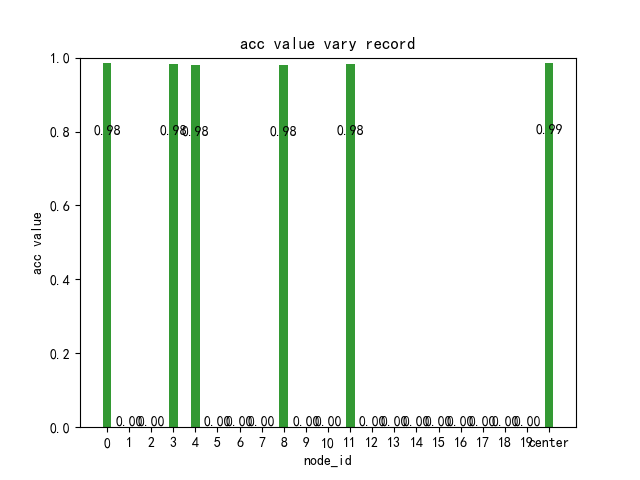 acc value vary record
acc value
1.0
0.8
0.6
0.4
0.2
0.0
0.98 0.98 0.98 0.98 0.98 0.99
0.00 0.00 0.00 0.00 0.00 0.00 0.00 0.00 0.00 0.00 0.00 0.00 0.00 0.00 0.00
0 1 2 3 4 5 6 7 8 9 10 11 12 13 14 15 16 17 18 19 center
node_id